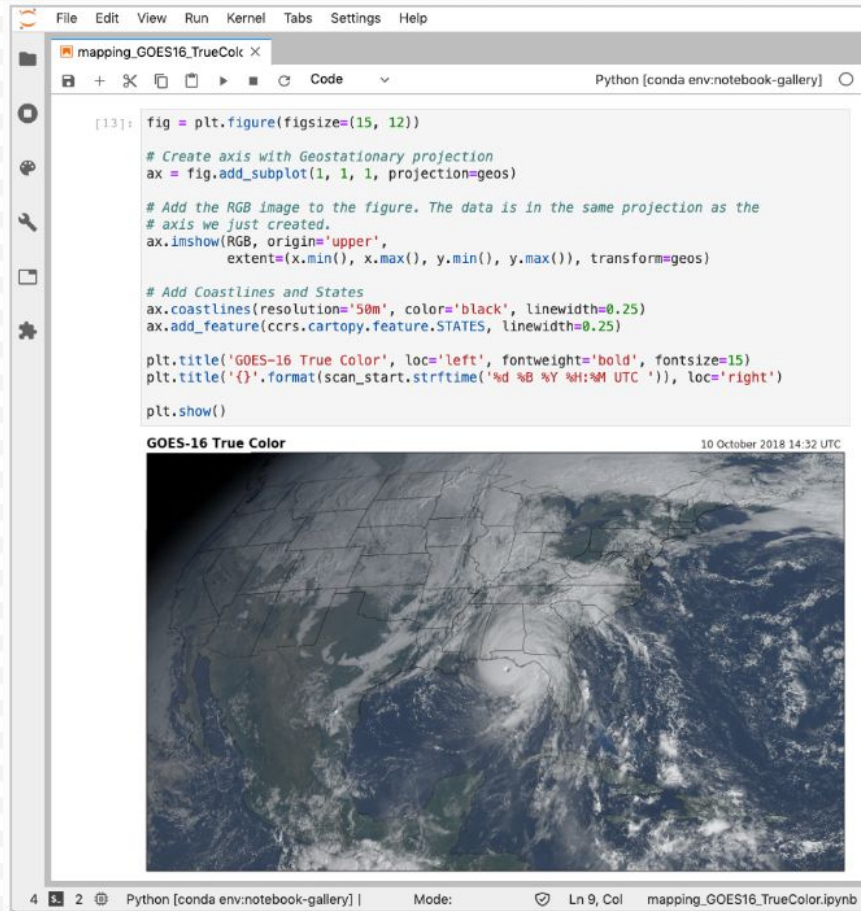 File Edit View Run Kernel Tabs Settings Help
mapping_GOES16_TrueColc
Code Python [conda env:notebook-gallery]
[13]: fig = plt.figure(figsize=(15, 12))
# Create axis with Geostationary projection
ax = fig.add_subplot(1, 1, 1, projection=geos)
# Add the RGB image to the figure. The data is in the same projection as the
# axis we just created.
ax.imshow(RGB, origin='upper',
extent=(x.min(), x.max(), y.min(), y.max()), transform=geos)
# Add Coastlines and States
ax.coastlines(resolution='50m', color='black', linewidth=0.25)
ax.add_feature(ccrs.cartopy.feature.STATES, linewidth=0.25)
plt.title('GOES-16 True Color', loc='left', fontweight='bold', fontsize=15)
plt.title('{}'.format(scan_start.strftime('%d %B %Y %H:%M UTC ')), loc='right')
plt.show()
GOES-16 True Color 10 October 2018 14:32 UTC
4 $_ 2 Python [conda env:notebook-gallery] | Mode: Ln 9, Col mapping_GOES16_TrueColor.ipynb